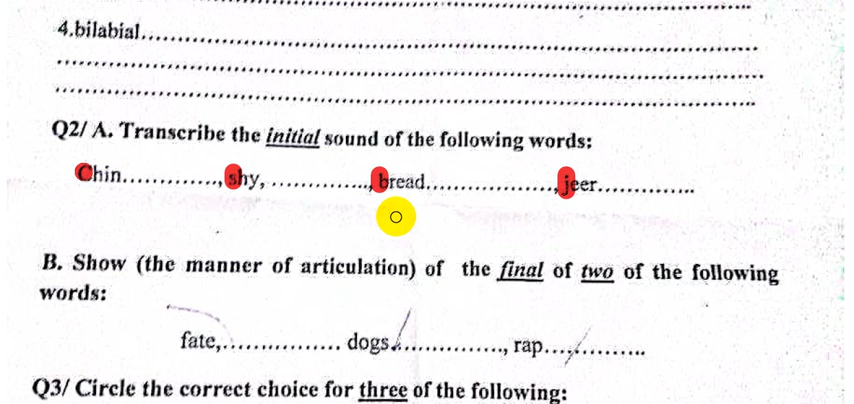 4.bilabial..........................................................................
....................................................................................
....................................................................................
Q2/ A. Transcribe the initial sound of the following words:
Chin............., shy, .............., bread.................., jeer..............
B. Show (the manner of articulation) of the final of two of the following
words:
fate,............... dogs................, rap...............
Q3/ Circle the correct choice for three of the following: